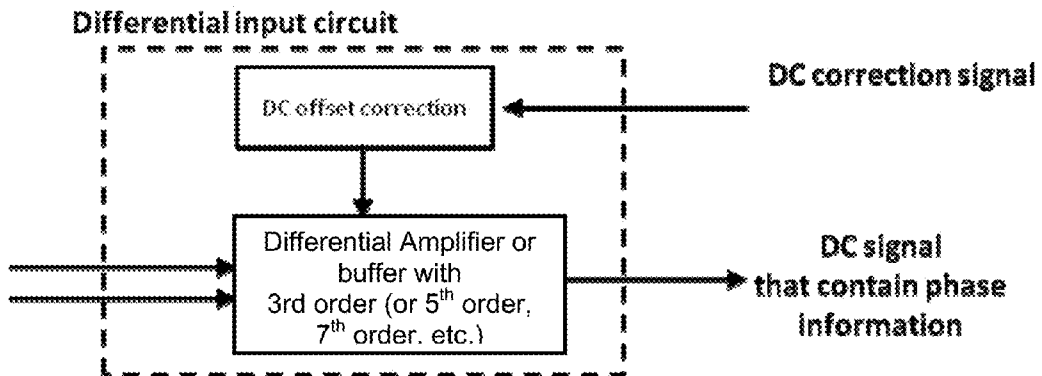 Differential input circuit
DC offset correction
DC correction signal
Differential Amplifier or
buffer with
3rd order (or 5th order,
7th order. etc.)
DC signal
that contain phase
information